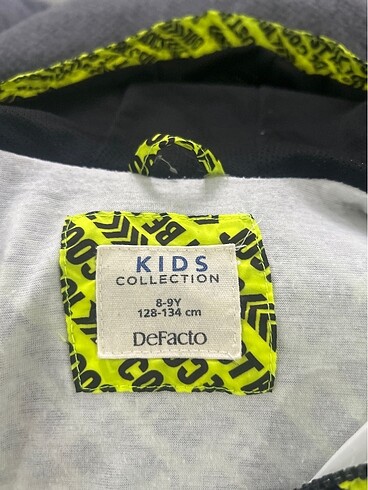 KIDS
COLLECTION
8-9Y
128-134 cm
DeFacto